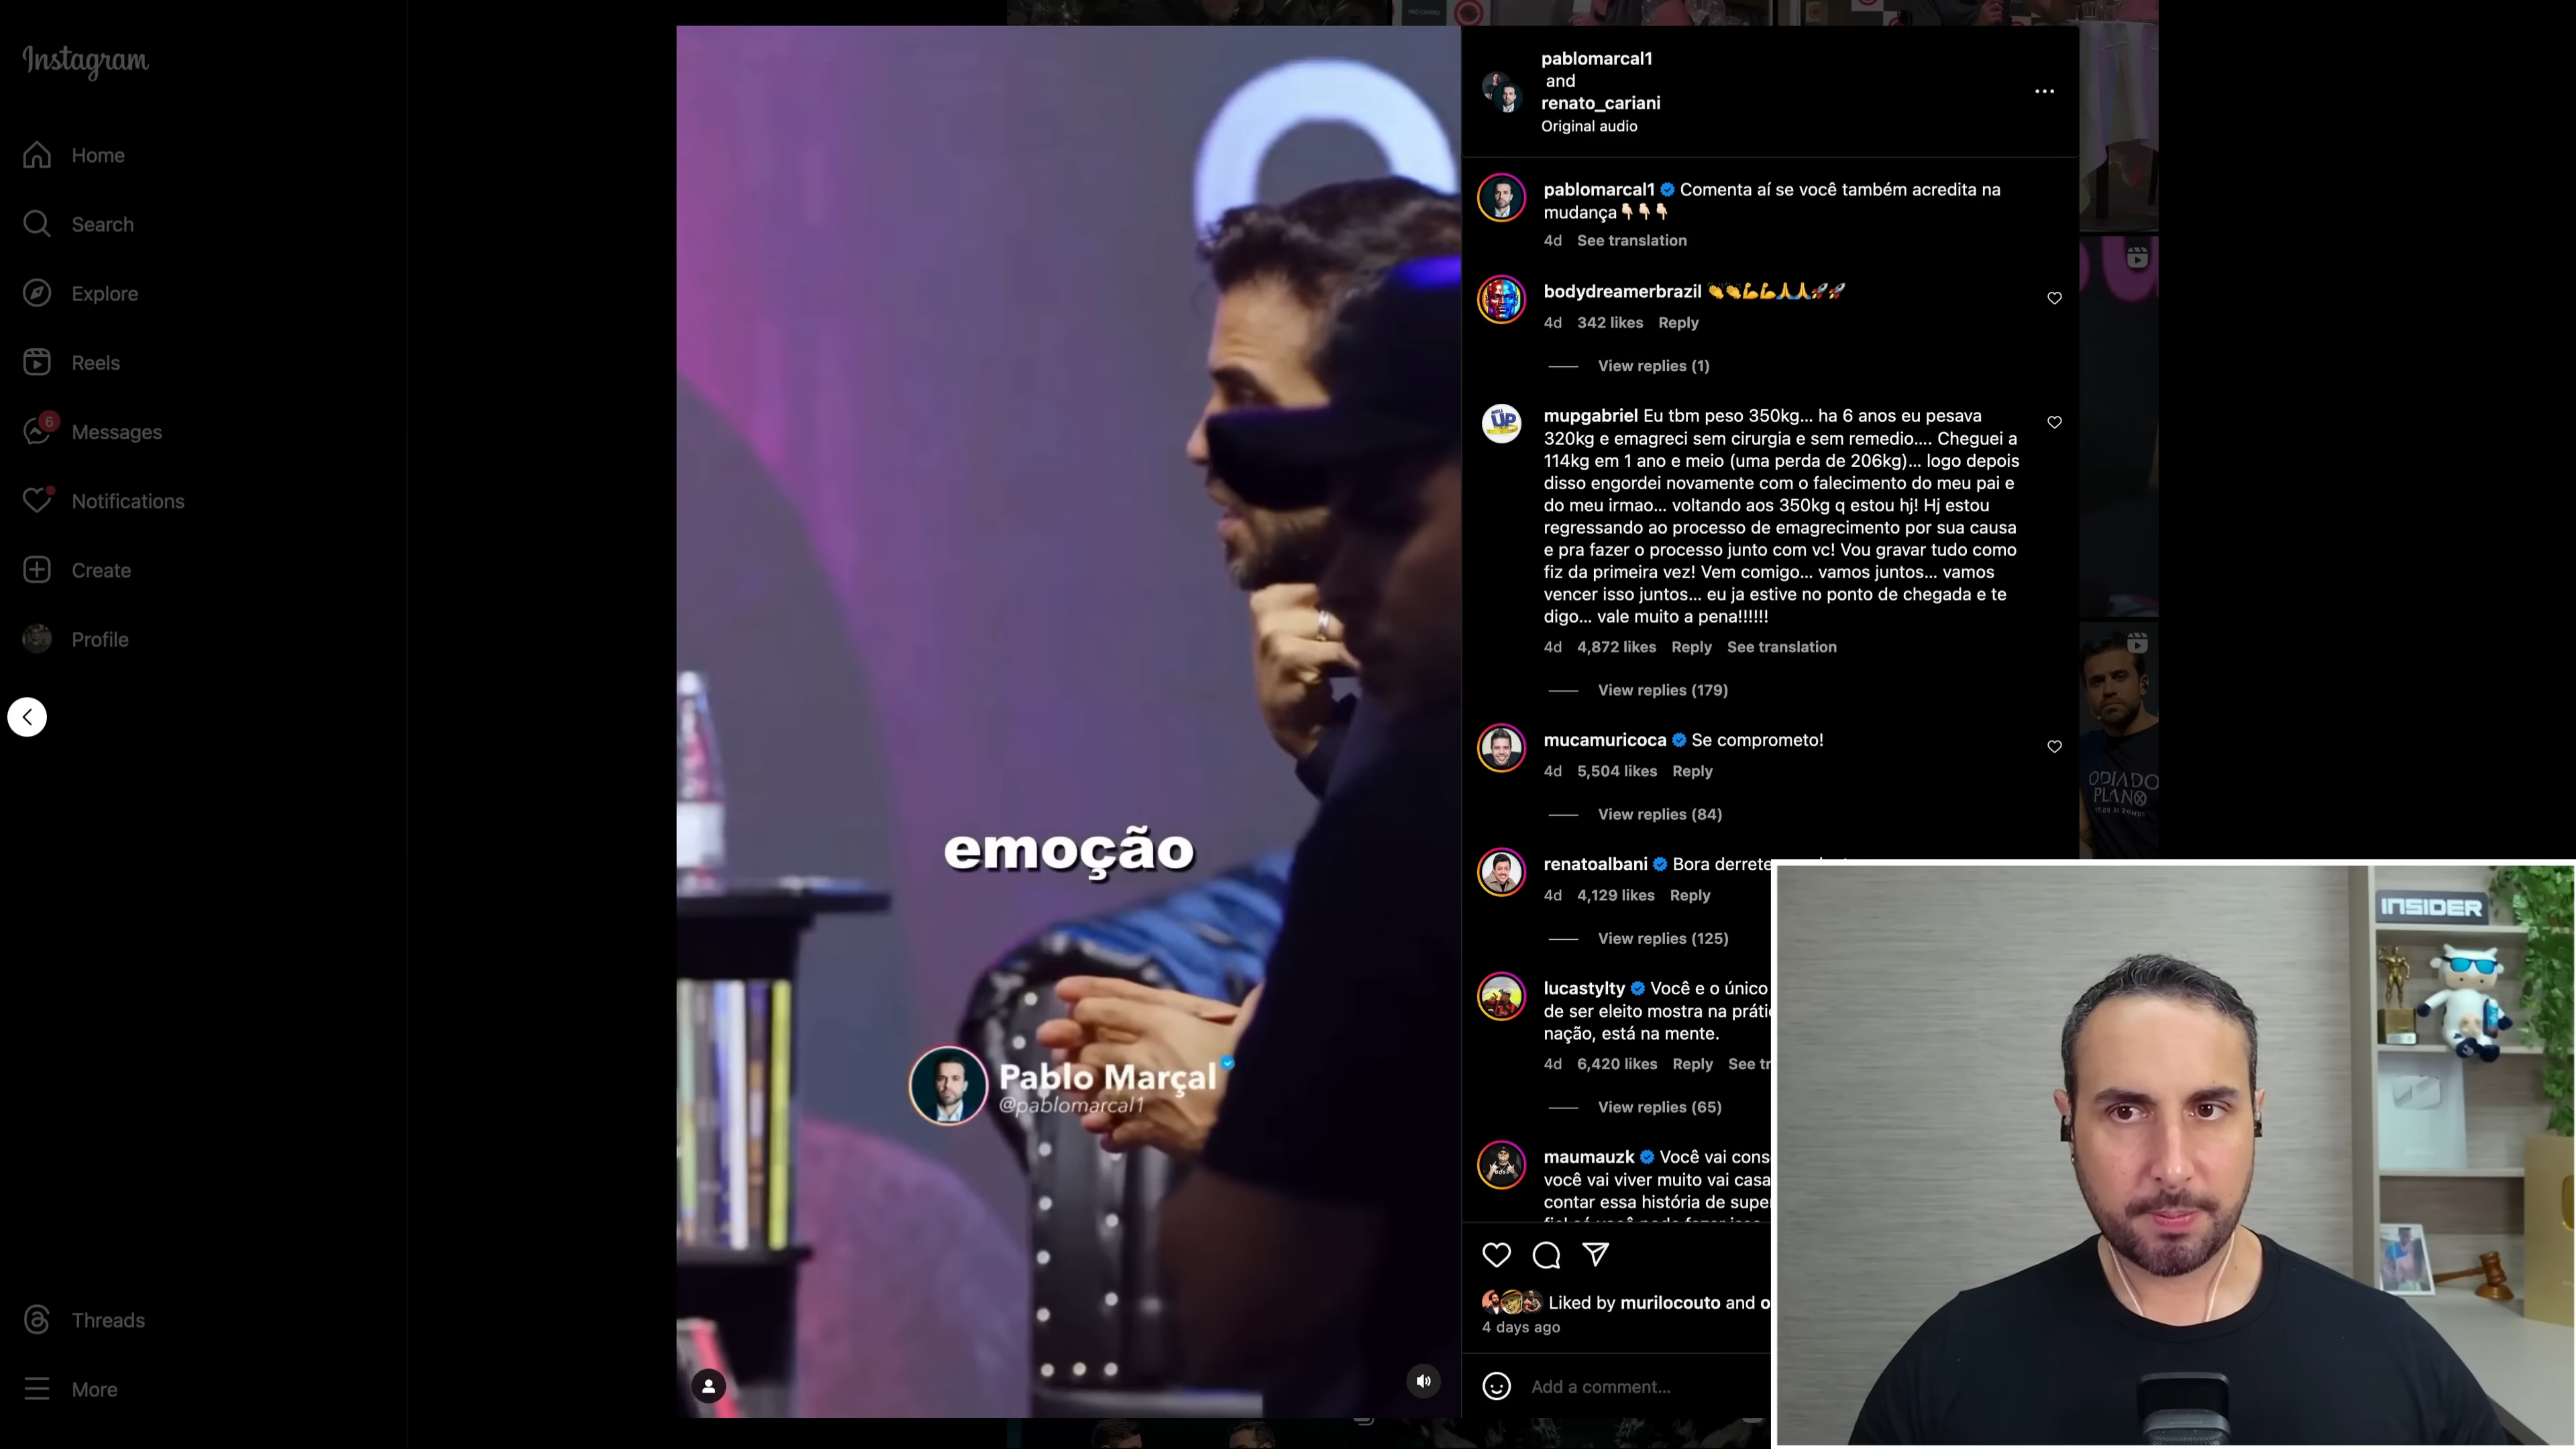 Instagram
Home
Search
Explore
Reels
6
Messages
Notifications
Create
Profile
Threads
More
emoção
Pablo Marçal
@pablomarcal1
pablomarcal1
and
renato_cariani
Original audio
pablomarcal1 Comenta aí se você também acredita na
mudança👇🏻👇🏻👇🏻
4d See translation
bodydreamerbrazil 👏👏💪💪🙏🙏🚀🚀
4d 342 likes Reply
View replies (1)
mupgabriel Eu tbm peso 350kg... ha 6 anos eu pesava
320kg e emagreci sem cirurgia e sem remedio.... Cheguei a
114kg em 1 ano e meio (uma perda de 206kg)... logo depois
disso engordei novamente com o falecimento do meu pai e
do meu irmao... voltando aos 350kg q estou hj! Hj estou
regressando ao processo de emagrecimento por sua causa
e pra fazer o processo junto com vc! Vou gravar tudo como
fiz da primeira vez! Vem comigo... vamos juntos... vamos
vencer isso juntos... eu ja estive no ponto de chegada e te
digo... vale muito a pena!!!!!!
4d 4,872 likes Reply See translation
View replies (179)
mucamuricoca Se comprometo!
4d 5,504 likes Reply
View replies (84)
renatoalbani Bora derrete
4d 4,129 likes Reply
View replies (125)
lucastylty Você e o único
de ser eleito mostra na práti
nação, está na mente.
4d 6,420 likes Reply See tr
View replies (65)
maumauzk Você vai cons
você vai viver muito vai casa
contar essa história de supe
Liked by murilocouto and o
4 days ago
Add a comment...
ODIADO
PLANO
INSIDER